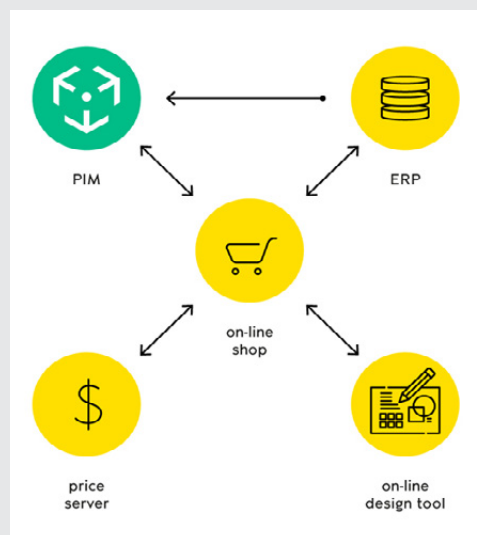 PIM
ERP
on-line
shop
$
price
server
on-line
design tool